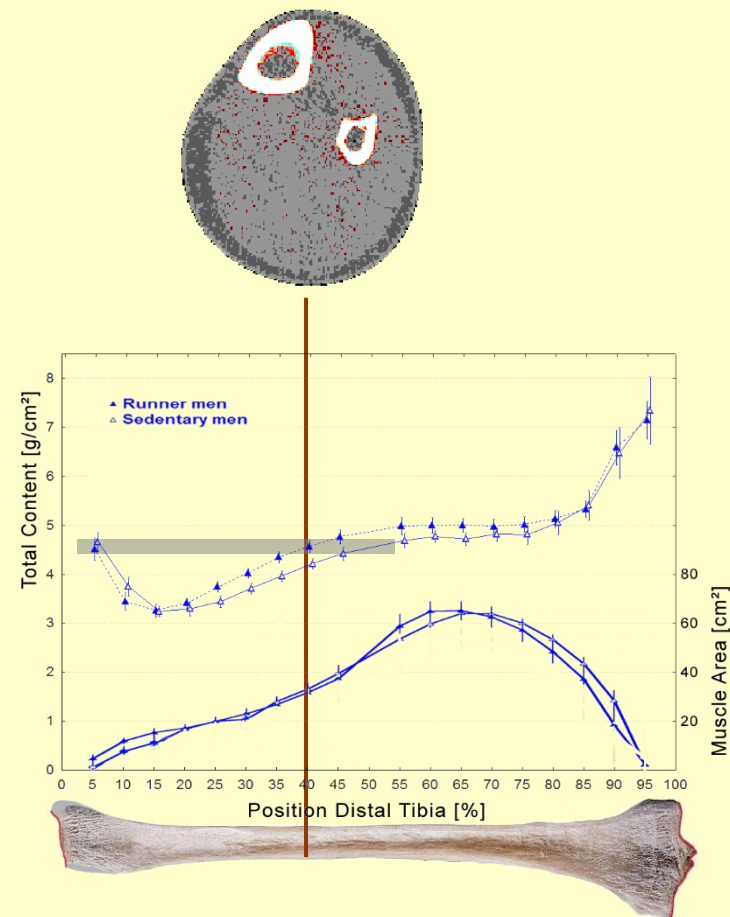 8
7
6
5
4
3
2
1
0
Total Content [g/cm²]
Runner men
Sedentary men
80
60
40
20
Muscle Area [cm²]
0 5 10 15 20 25 30 35 40 45 50 55 60 65 70 75 80 85 90 95 100
Position Distal Tibia [%]